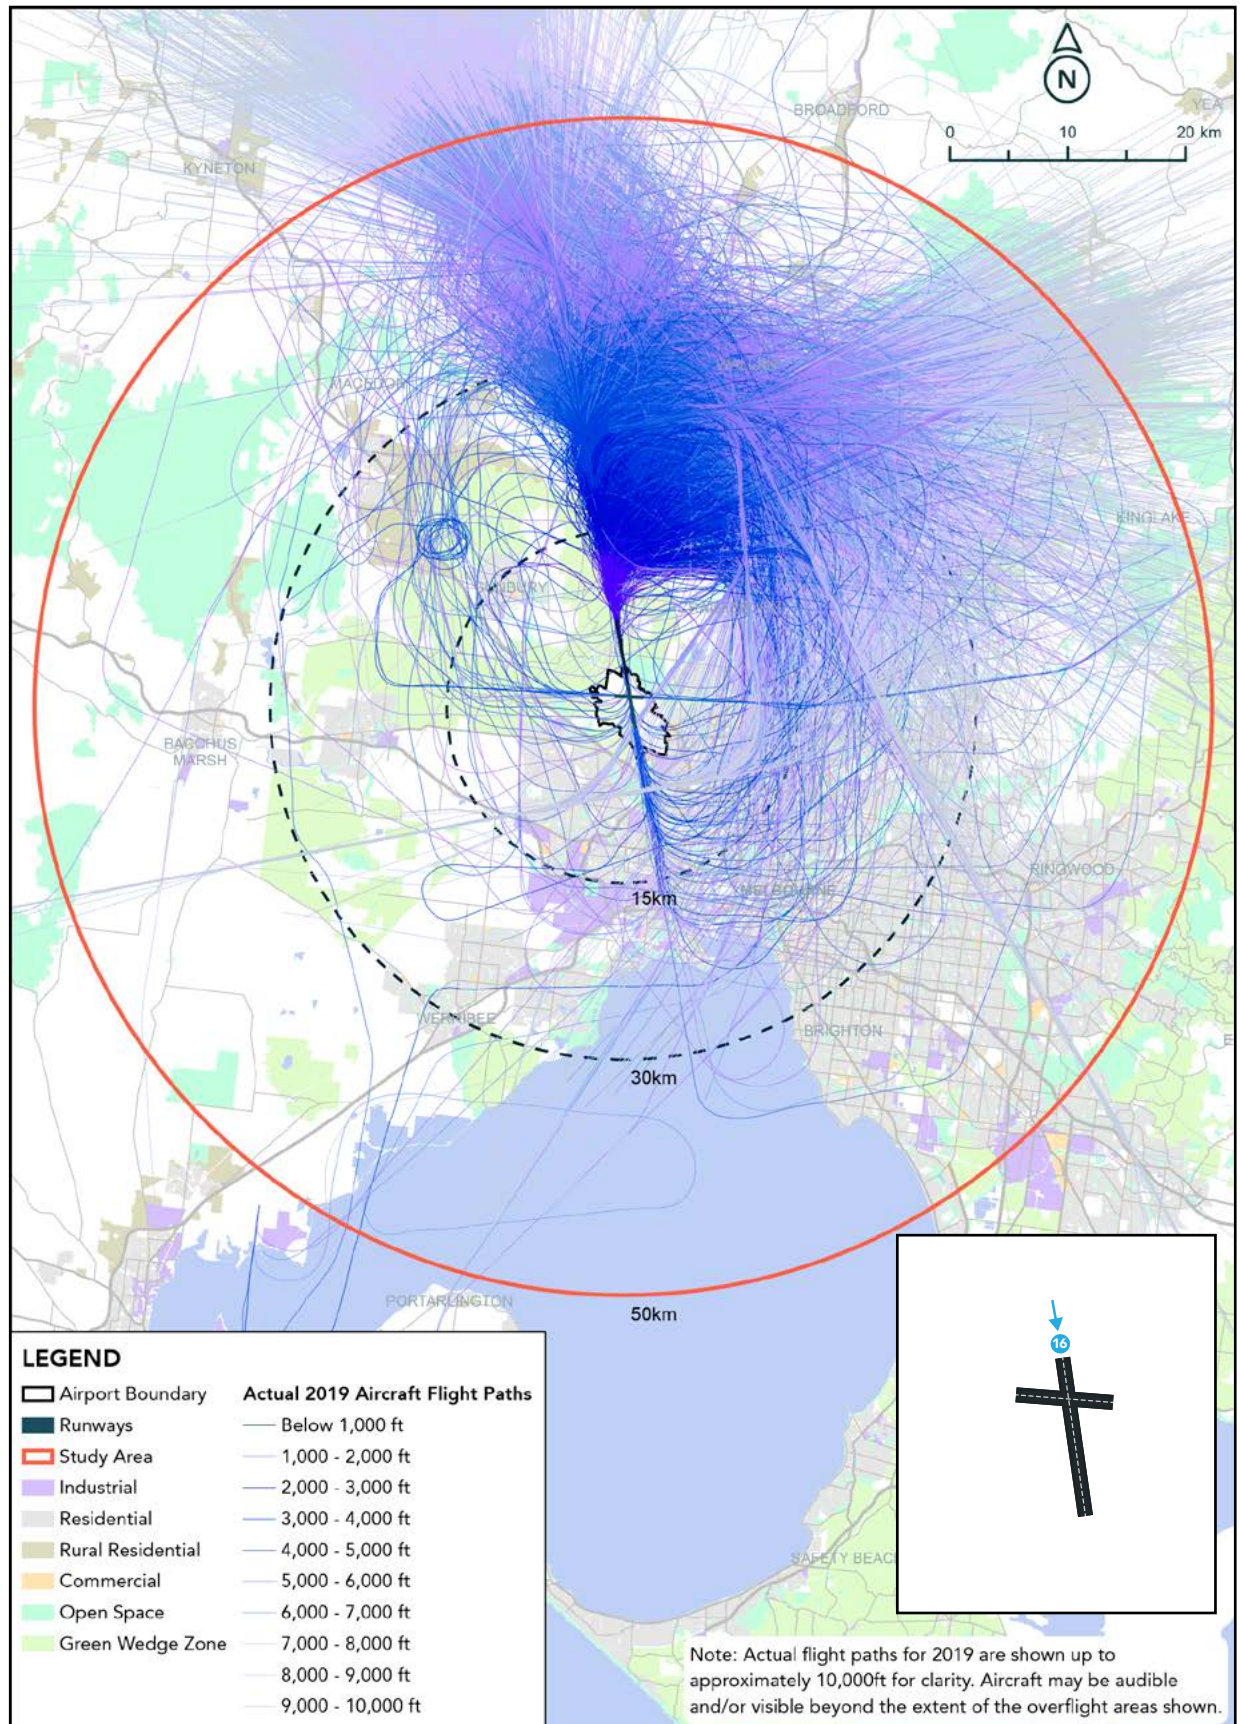 N
BROADFORD
YEA
0 10 20 km
KYNETON
WALLAN
MACEDON
KINGLAKE
BACCHUS
MARSH
RINGWOOD
MELBOURNE
15km
WERRIBEE
BRIGHTON
30km
PORTARLINGTON
50km
SAFETY BEACH
16
LEGEND
Airport Boundary
Runways
Study Area
Industrial
Residential
Rural Residential
Commercial
Open Space
Green Wedge Zone
Actual 2019 Aircraft Flight Paths
Below 1,000 ft
1,000 - 2,000 ft
2,000 - 3,000 ft
3,000 - 4,000 ft
4,000 - 5,000 ft
5,000 - 6,000 ft
6,000 - 7,000 ft
7,000 - 8,000 ft
8,000 - 9,000 ft
9,000 - 10,000 ft
Note: Actual flight paths for 2019 are shown up to
approximately 10,000ft for clarity. Aircraft may be audible
and/or visible beyond the extent of the overflight areas shown.